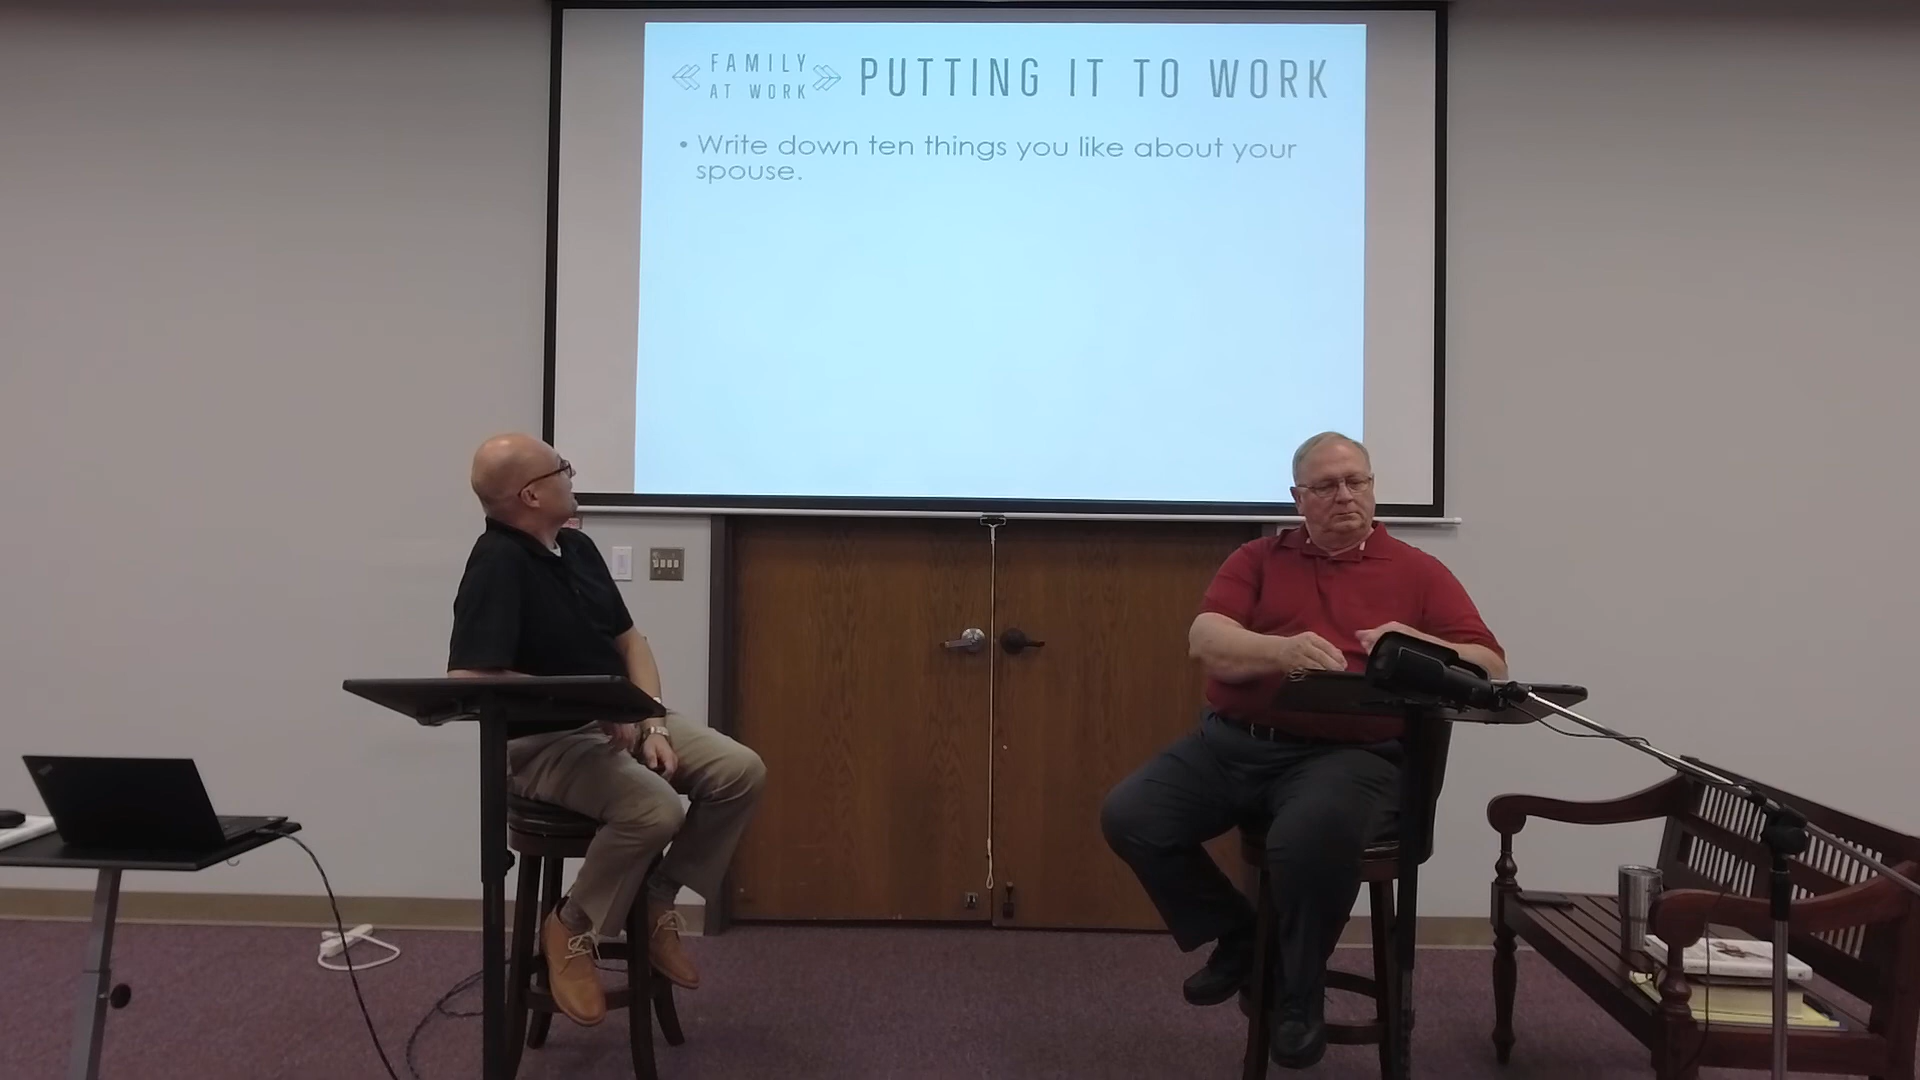 FAMILY
AT WORK
PUTTING IT TO WORK
• Write down ten things you like about your
spouse.